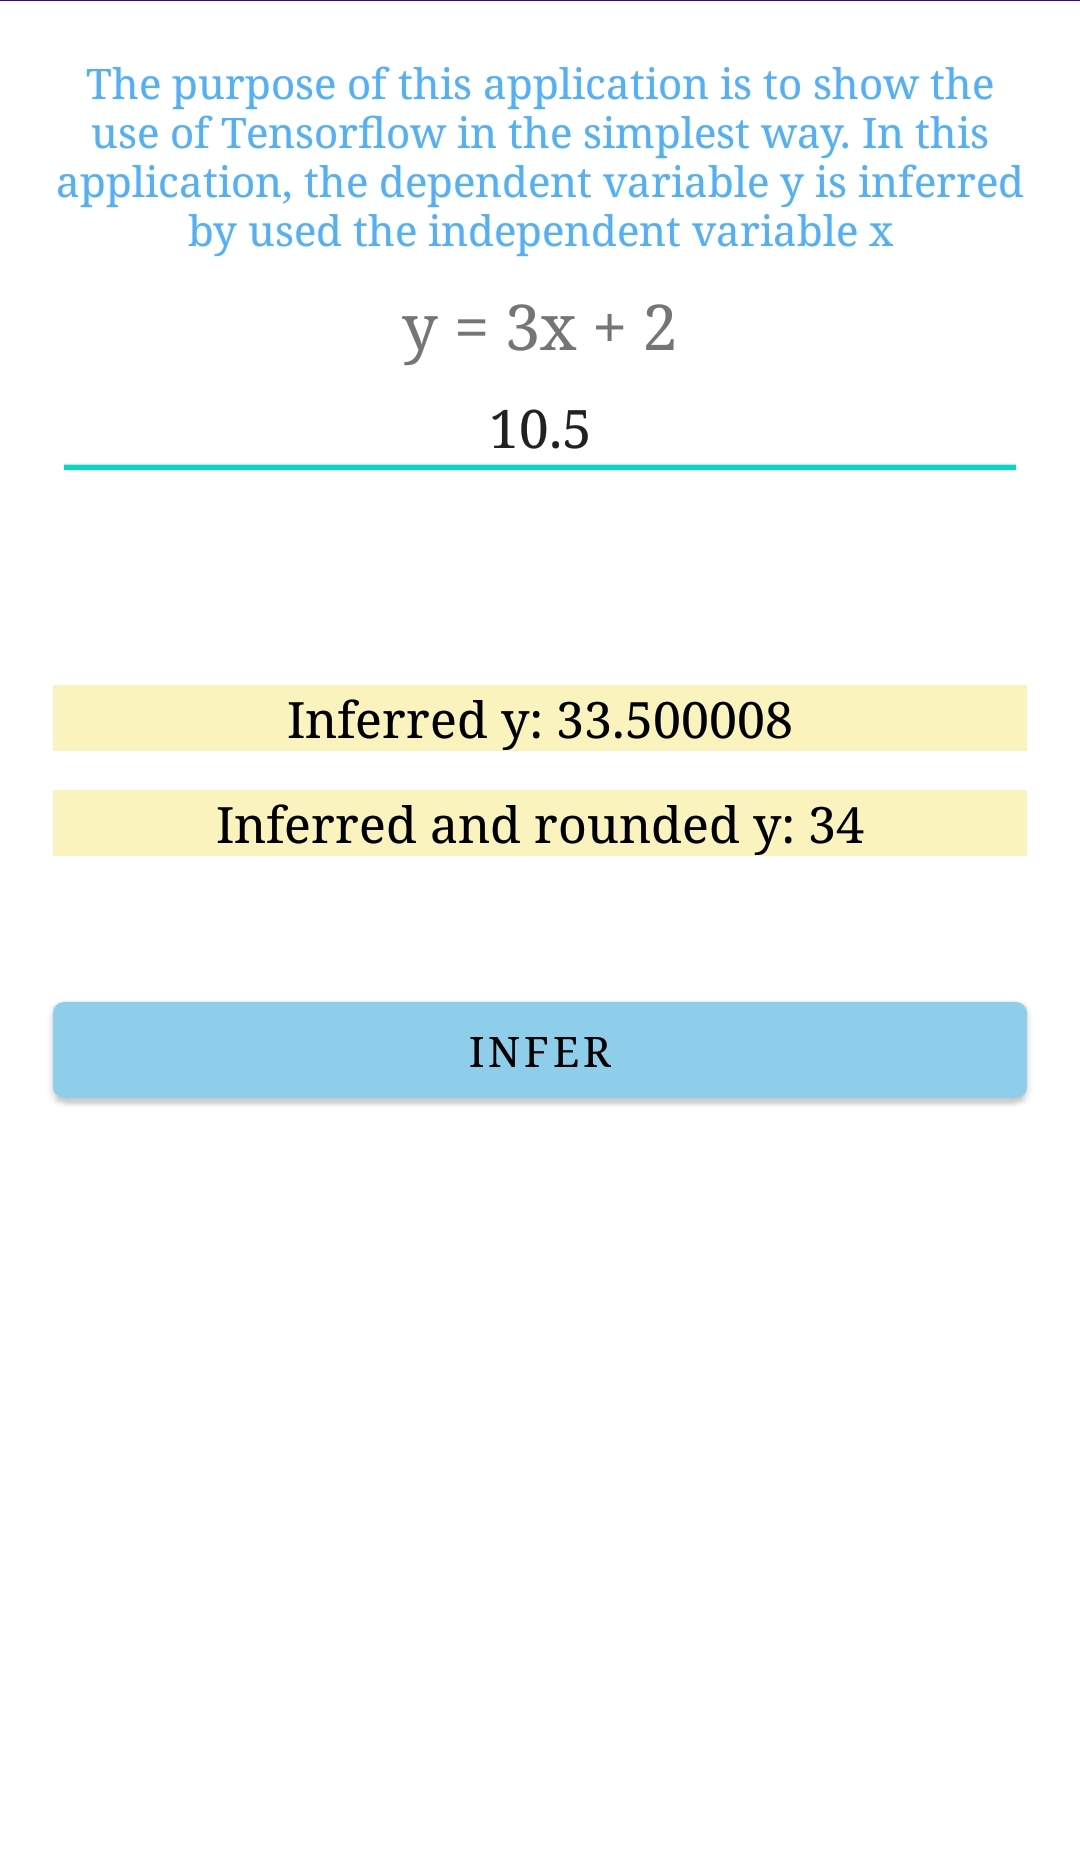 The purpose of this application is to show the
use of Tensorflow in the simplest way. In this
application, the dependent variable y is inferred
by used the independent variable x
y = 3x + 2
10.5
Inferred y: 33.500008
Inferred and rounded y: 34
INFER